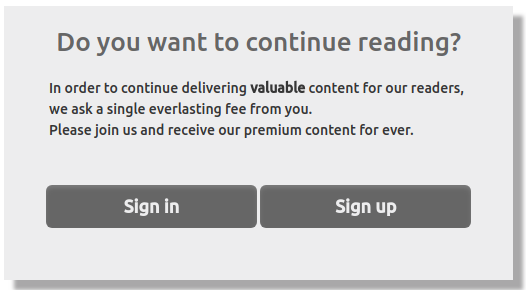 Do you want to continue reading?
In order to continue delivering valuable content for our readers,
we ask a single everlasting fee from you.
Please join us and receive our premium content for ever.
Sign in
Sign up